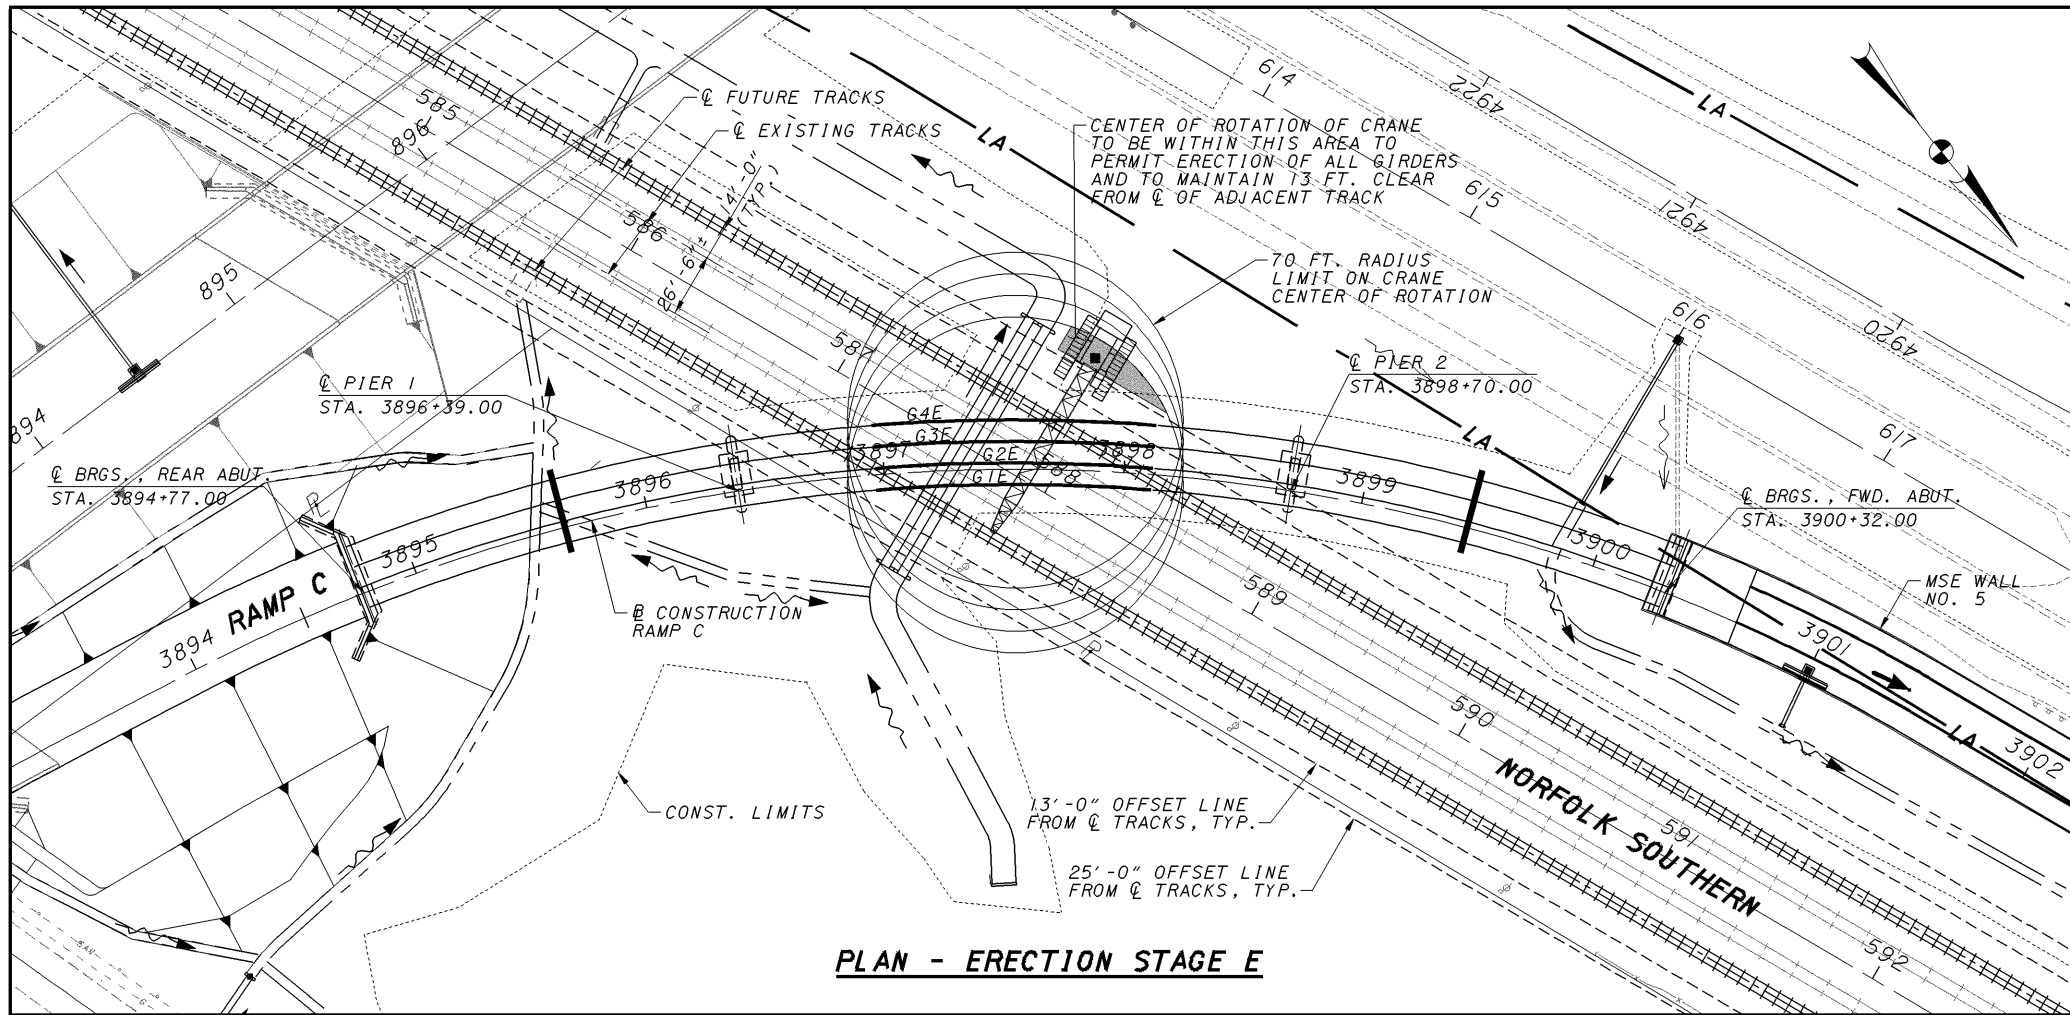 ℄ FUTURE TRACKS
℄ EXISTING TRACKS
14'-0"
(TYP.)
26'-6"±
CENTER OF ROTATION OF CRANE
TO BE WITHIN THIS AREA TO
PERMIT ERECTION OF ALL GIRDERS
AND TO MAINTAIN 13 FT. CLEAR
FROM ℄ OF ADJACENT TRACK
70 FT. RADIUS
LIMIT ON CRANE
CENTER OF ROTATION
LA
LA
LA
LA
585
896
586
895
587
894
588
589
590
591
592
614
615
616
617
4922
4921
4920
℄ PIER 1
STA. 3896+39.00
℄ PIER 2
STA. 3898+70.00
℄ BRGS., REAR ABUT.
STA. 3894+77.00
℄ BRGS., FWD. ABUT.
STA. 3900+32.00
G4E
G3E
G2E
G1E
3894
3895
3896
3897
3898
3899
3900
3901
3902
RAMP C
B CONSTRUCTION
RAMP C
MSE WALL
NO. 5
CONST. LIMITS
13'-0" OFFSET LINE
FROM ℄ TRACKS, TYP.
25'-0" OFFSET LINE
FROM ℄ TRACKS, TYP.
NORFOLK SOUTHERN
SAN
PLAN - ERECTION STAGE E